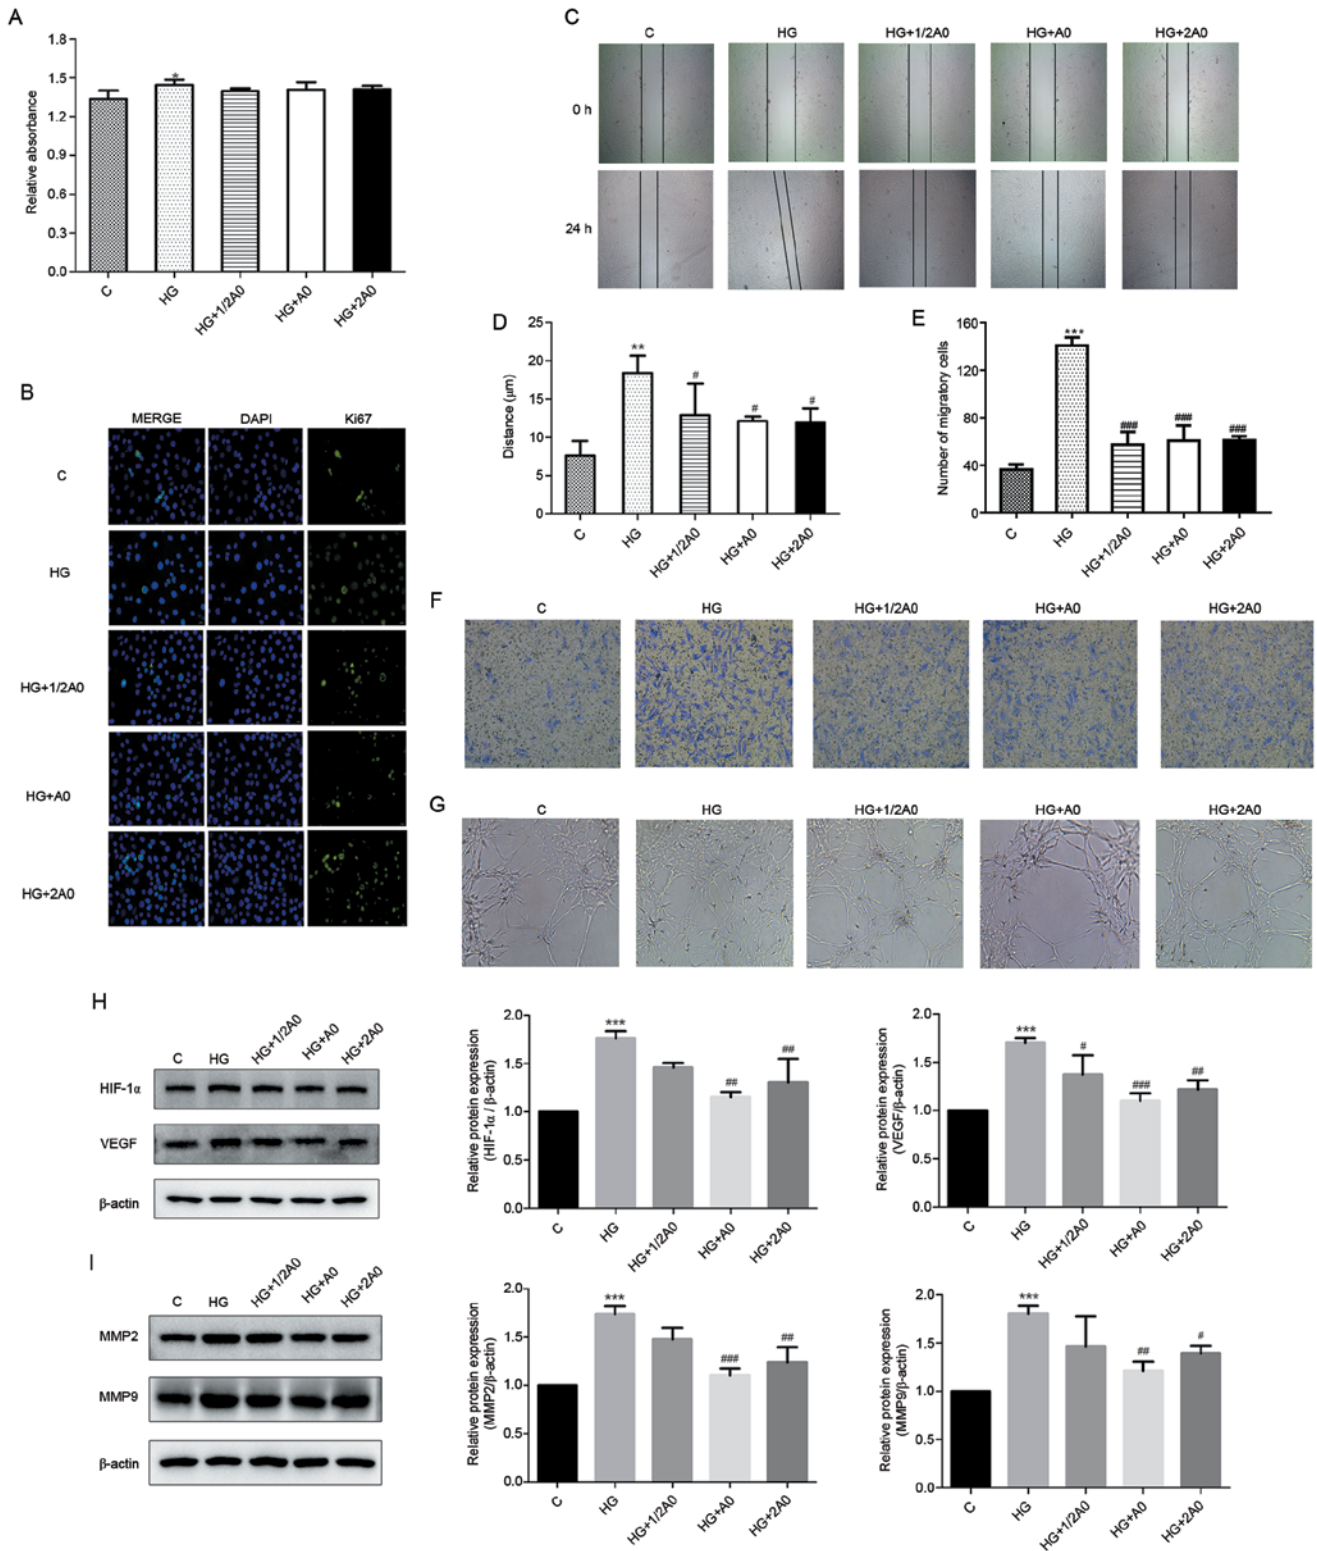 A
1.8
1.5
1.2
0.9
0.6
0.3
0.0
Relative absorbance
*
C
HG
HG+1/2A0
HG+A0
HG+2A0
B
MERGE DAPI Ki67
C
HG
HG+1/2A0
HG+A0
HG+2A0
C
C HG HG+1/2A0 HG+A0 HG+2A0
0 h
24 h
D
25
20
15
10
5
0
Distance (μm)
**
#
#
#
C
HG
HG+1/2A0
HG+A0
HG+2A0
E
160
120
80
40
0
Number of migratory cells
***
###
###
###
C
HG
HG+1/2A0
HG+A0
HG+2A0
F
C HG HG+1/2A0 HG+A0 HG+2A0
G
C HG HG+1/2A0 HG+A0 HG+2A0
H
C HG HG+1/2A0 HG+A0 HG+2A0
HIF-1α
VEGF
β-actin
2.0
1.5
1.0
0.5
0.0
Relative protein expression
(HIF-1α / β-actin)
***
##
##
C
HG
HG+1/2A0
HG+A0
HG+2A0
2.0
1.5
1.0
0.5
0.0
Relative protein expression
(VEGF/β-actin)
***
#
###
##
C
HG
HG+1/2A0
HG+A0
HG+2A0
I
C HG HG+1/2A0 HG+A0 HG+2A0
MMP2
MMP9
β-actin
2.0
1.5
1.0
0.5
0.0
Relative protein expression
(MMP2/β-actin)
***
###
##
C
HG
HG+1/2A0
HG+A0
HG+2A0
2.0
1.5
1.0
0.5
0.0
Relative protein expression
(MMP9/β-actin)
***
##
#
C
HG
HG+1/2A0
HG+A0
HG+2A0